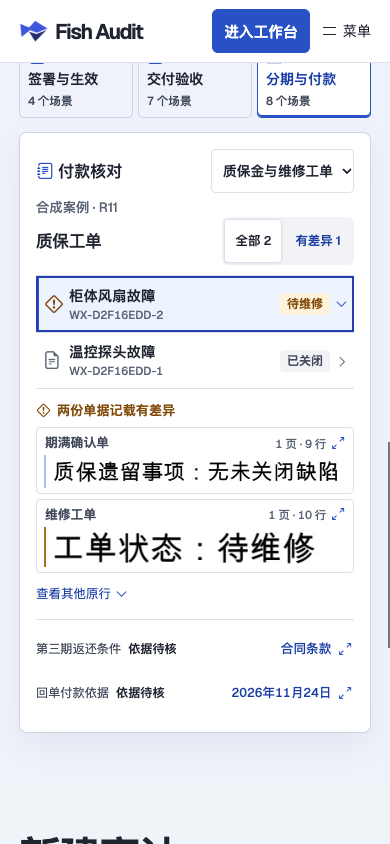 Fish Audit
进入工作台
菜单
签署与生效
4 个场景
交付验收
7 个场景
分期与付款
8 个场景
付款核对
质保金与维修工单
合成案例 · R11
质保工单
全部 2
有差异 1
柜体风扇故障
WX-D2F16EDD-2
待维修
温控探头故障
WX-D2F16EDD-1
已关闭
两份单据记载有差异
期满确认单
1 页 · 9 行
质保遗留事项：无未关闭缺陷
维修工单
1 页 · 10 行
工单状态：待维修
查看其他原行
第三期返还条件 依据待核
合同条款
回单付款依据 依据待核
2026年11月24日